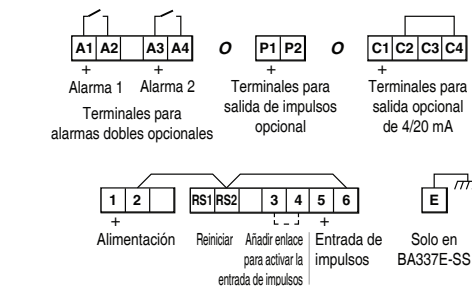 A1 A2 A3 A4 O P1 P2 O C1 C2 C3 C4
+ + +
Alarma 1 Alarma 2
Terminales para
alarmas dobles opcionales
Terminales para
salida de impulsos
opcional
Terminales para
salida opcional
de 4/20 mA
1 2 RS1 RS2 3 4 5 6 E
+ +
Alimentación
Reiniciar
Añadir enlace
para activar la
entrada de impulsos
Entrada de
impulsos
Solo en
BA337E-SS